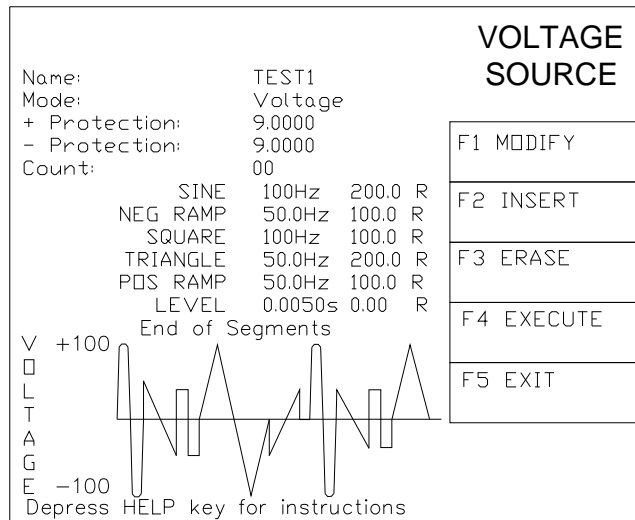 VOLTAGE
SOURCE
Name: TEST1
Mode: Voltage
+ Protection: 9.0000
- Protection: 9.0000
Count: 00
SINE 100Hz 200.0 R
NEG RAMP 50.0Hz 100.0 R
SQUARE 100Hz 100.0 R
TRIANGLE 50.0Hz 200.0 R
POS RAMP 50.0Hz 100.0 R
LEVEL 0.0050s 0.00 R
End of Segments
VOLTAGE
+100
-100
Depress HELP key for instructions
F1 MODIFY
F2 INSERT
F3 ERASE
F4 EXECUTE
F5 EXIT